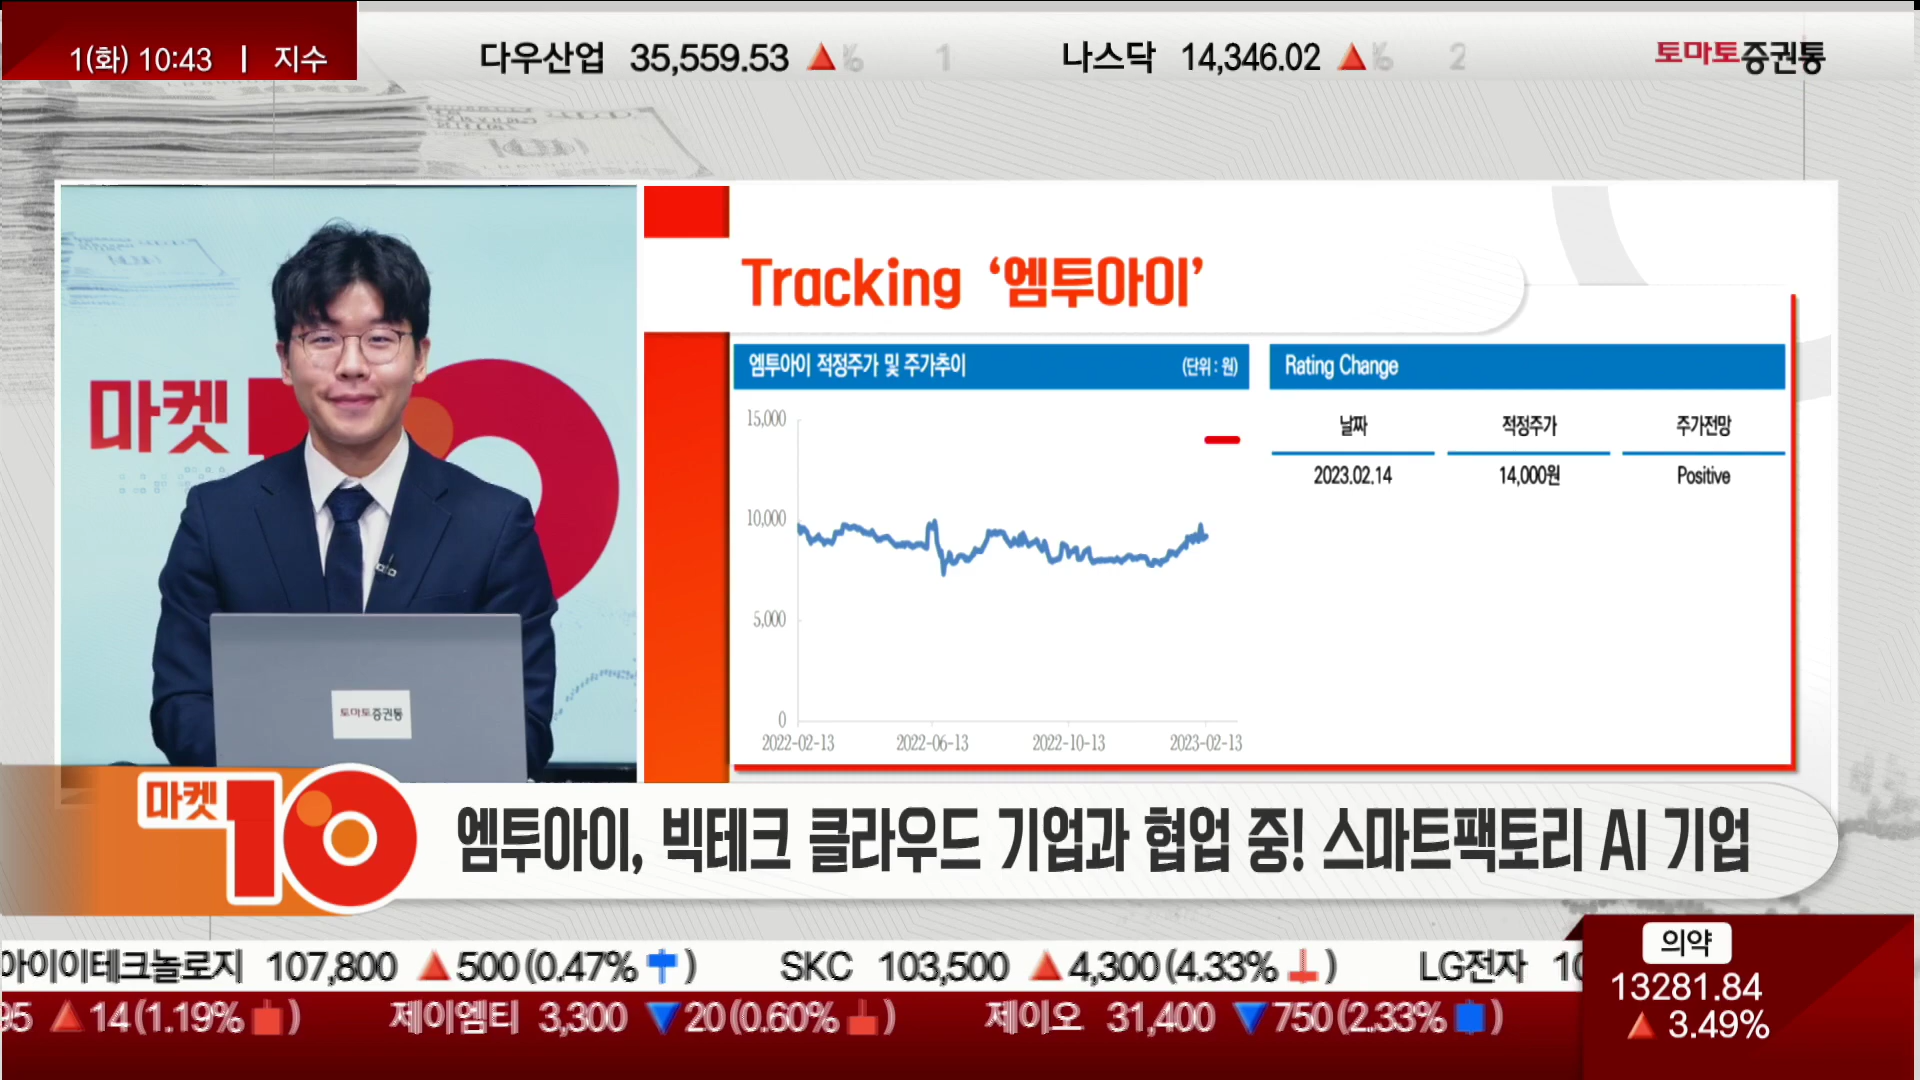 1(화) 10:43 | 지수
다우산업 35,559.53 ▲
나스닥 14,346.02 ▲
토마토증권통
마켓
Tracking ‘엠투아이’
엠투아이 적정주가 및 주가추이 (단위 : 원)
15,000
10,000
5,000
0
2022-02-13 2022-06-13 2022-10-13 2023-02-13
Rating Change
날짜 적정주가 주가전망
2023.02.14 14,000원 Positive
토마토증권통
마켓10
엠투아이, 빅테크 클라우드 기업과 협업 중! 스마트팩토리 AI 기업
아이이테크놀로지 107,800 ▲500(0.47%) SKC 103,500 ▲4,300(4.33%) LG전자 10
95 ▲14(1.19%) 제이엠티 3,300 ▼20(0.60%) 제이오 31,400 ▼750(2.33%)
의약
13281.84
▲ 3.49%